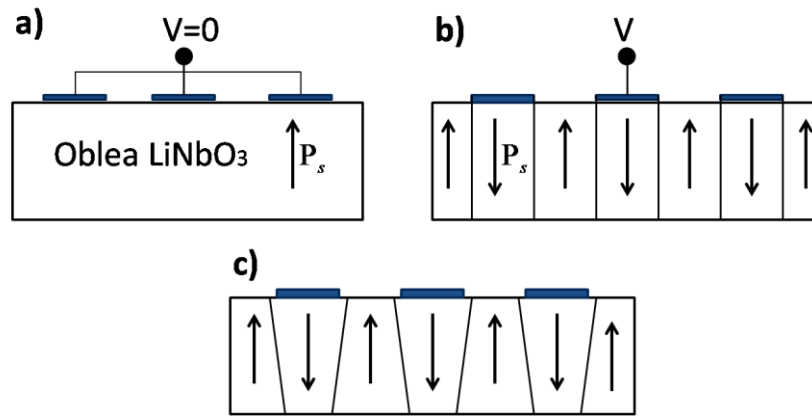 a)
V=0
Oblea LiNbO₃
Pₛ
b)
V
Pₛ
c)